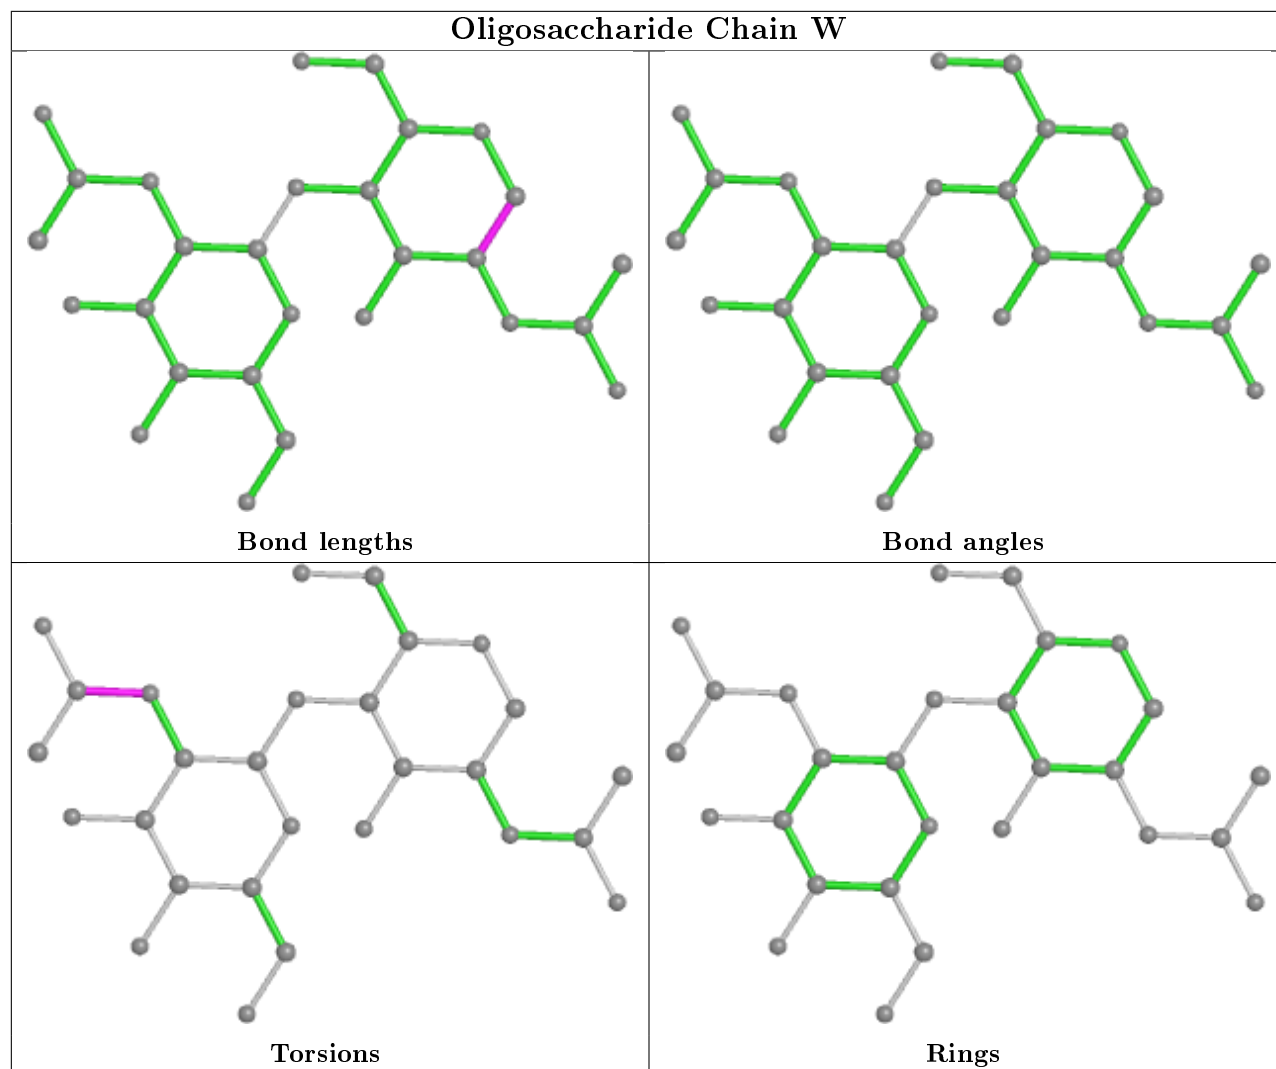 Oligosaccharide Chain W
Bond lengths
Bond angles
Torsions
Rings